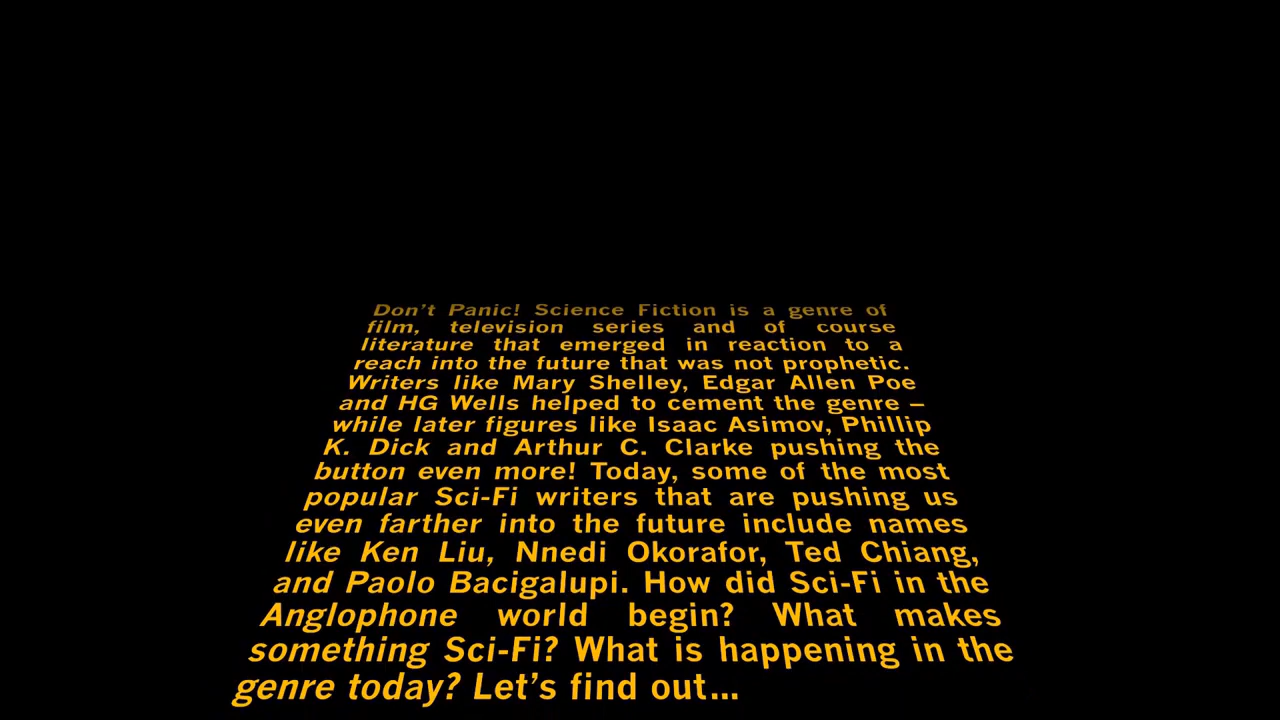 Don't Panic! Science Fiction is a genre of
film, television series and of course
literature that emerged in reaction to a
reach into the future that was not prophetic.
Writers like Mary Shelley, Edgar Allen Poe
and HG Wells helped to cement the genre –
while later figures like Isaac Asimov, Phillip
K. Dick and Arthur C. Clarke pushing the
button even more! Today, some of the most
popular Sci-Fi writers that are pushing us
even farther into the future include names
like Ken Liu, Nnedi Okorafor, Ted Chiang,
and Paolo Bacigalupi. How did Sci-Fi in the
Anglophone world begin? What makes
something Sci-Fi? What is happening in the
genre today? Let's find out...